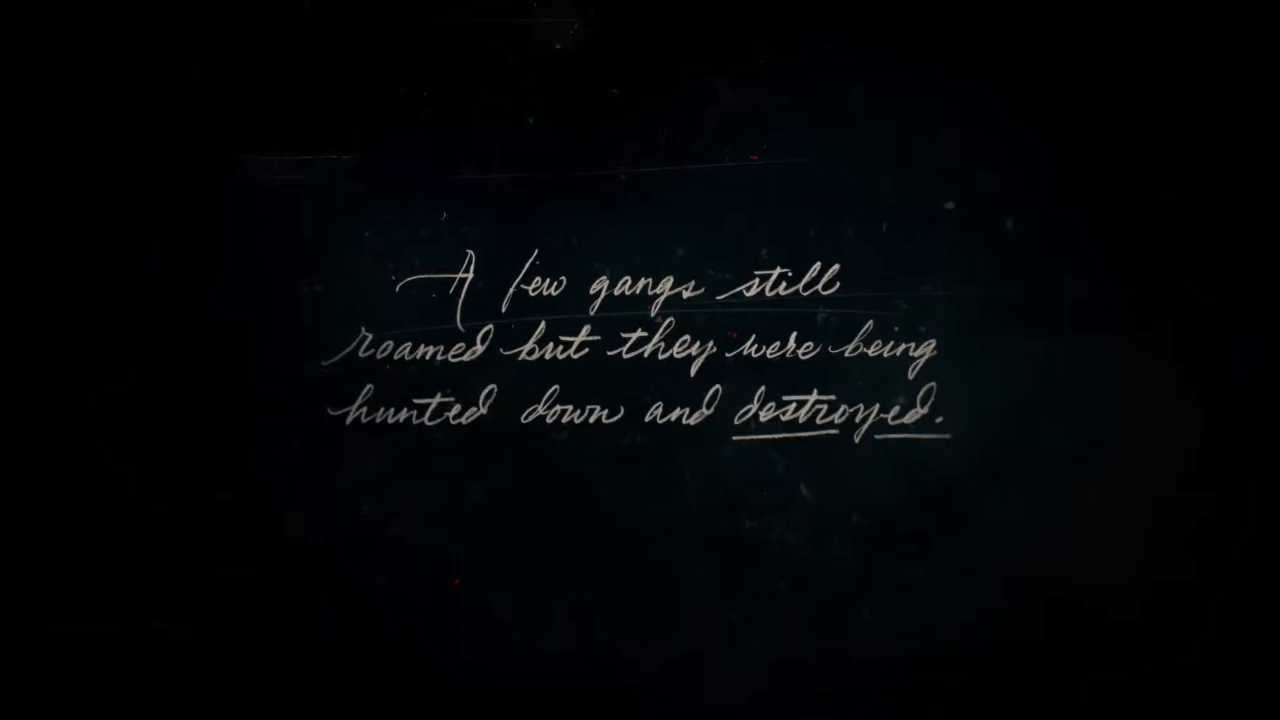 A few gangs still
roamed but they were being
hunted down and destroyed.